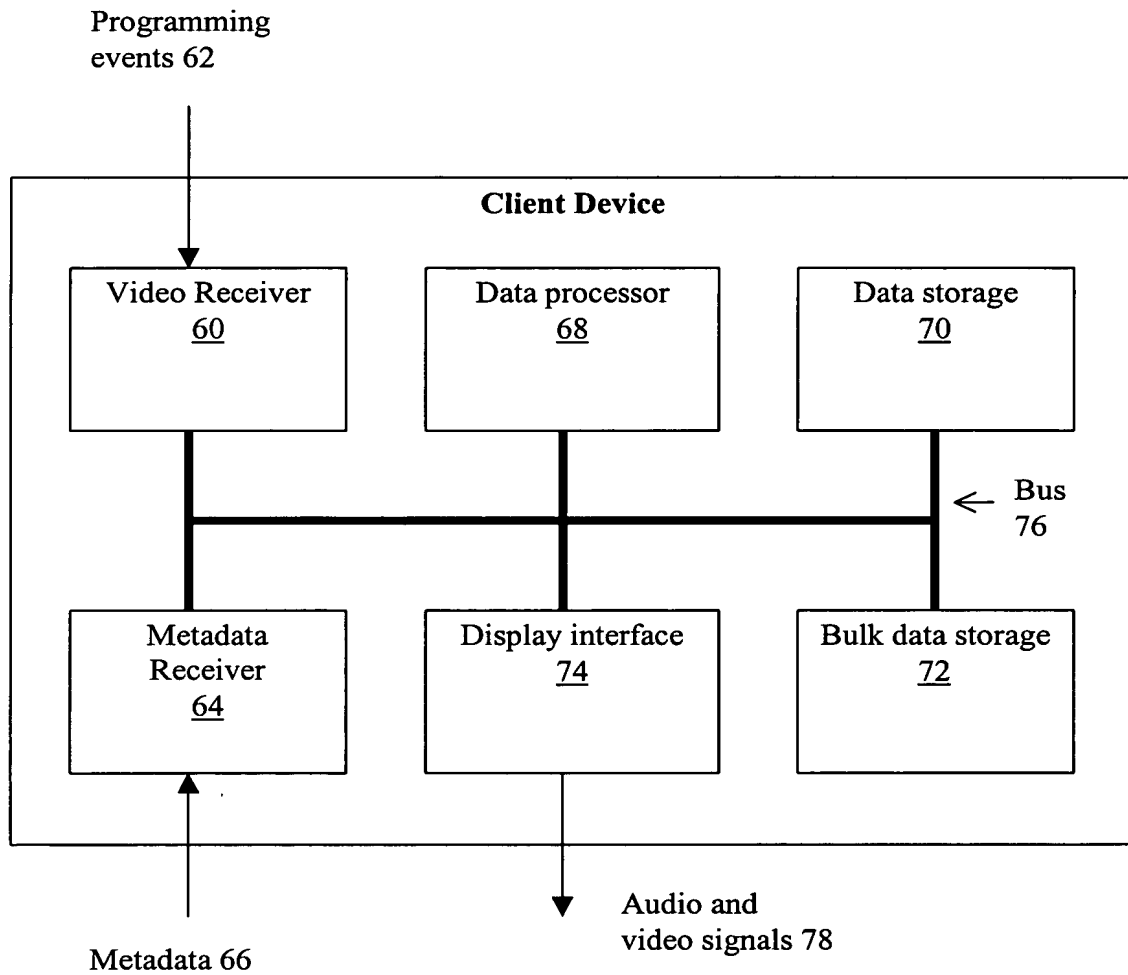 Programming
events 62
Client Device
Video Receiver
60
Data processor
68
Data storage
70
Bus
76
Metadata
Receiver
64
Display interface
74
Bulk data storage
72
Audio and
video signals 78
Metadata 66